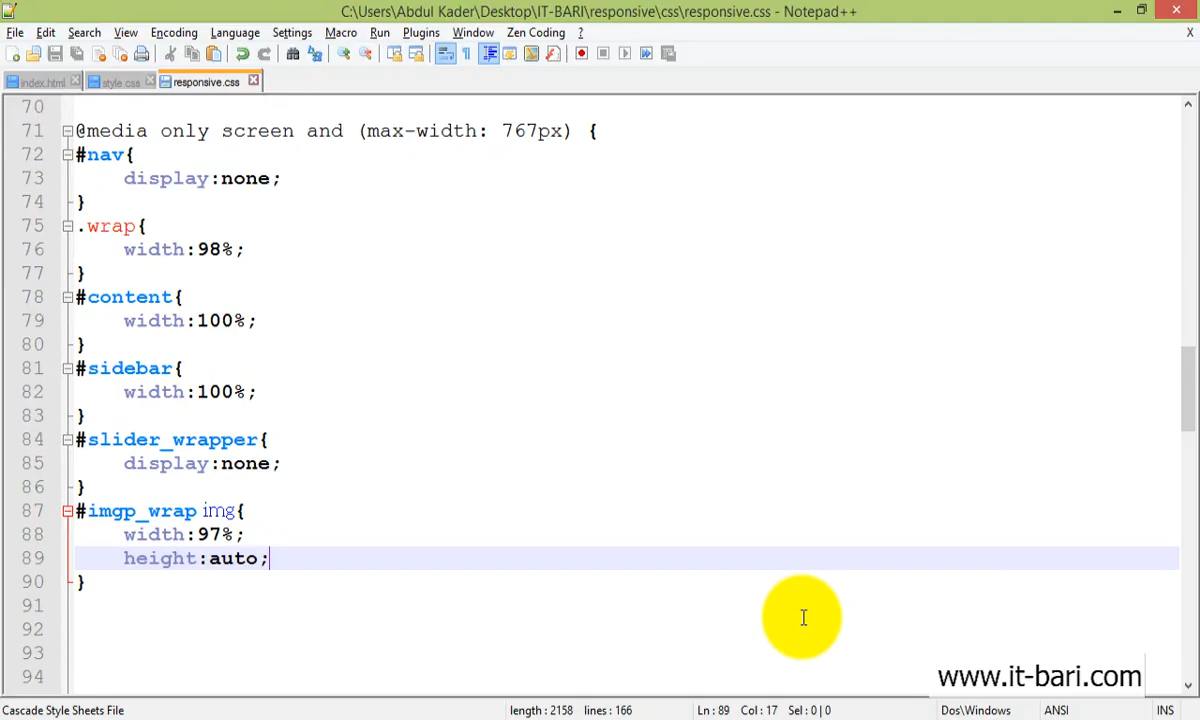 C:\Users\Abdul Kader\Desktop\IT-BARI\responsive\css\responsive.css - Notepad++
File Edit Search View Encoding Language Settings Macro Run Plugins Window Zen Coding ? X
index.html style.css responsive.css
70
71 @media only screen and (max-width: 767px) {
72 #nav{
73 display:none;
74 }
75 .wrap{
76 width:98%;
77 }
78 #content{
79 width:100%;
80 }
81 #sidebar{
82 width:100%;
83 }
84 #slider_wrapper{
85 display:none;
86 }
87 #imgp_wrap img{
88 width:97%;
89 height:auto;
90 }
91
92
93
94
www.it-bari.com
Cascade Style Sheets File length : 2158 lines : 166 Ln : 89 Col : 17 Sel : 0 | 0 Dos\Windows ANSI INS